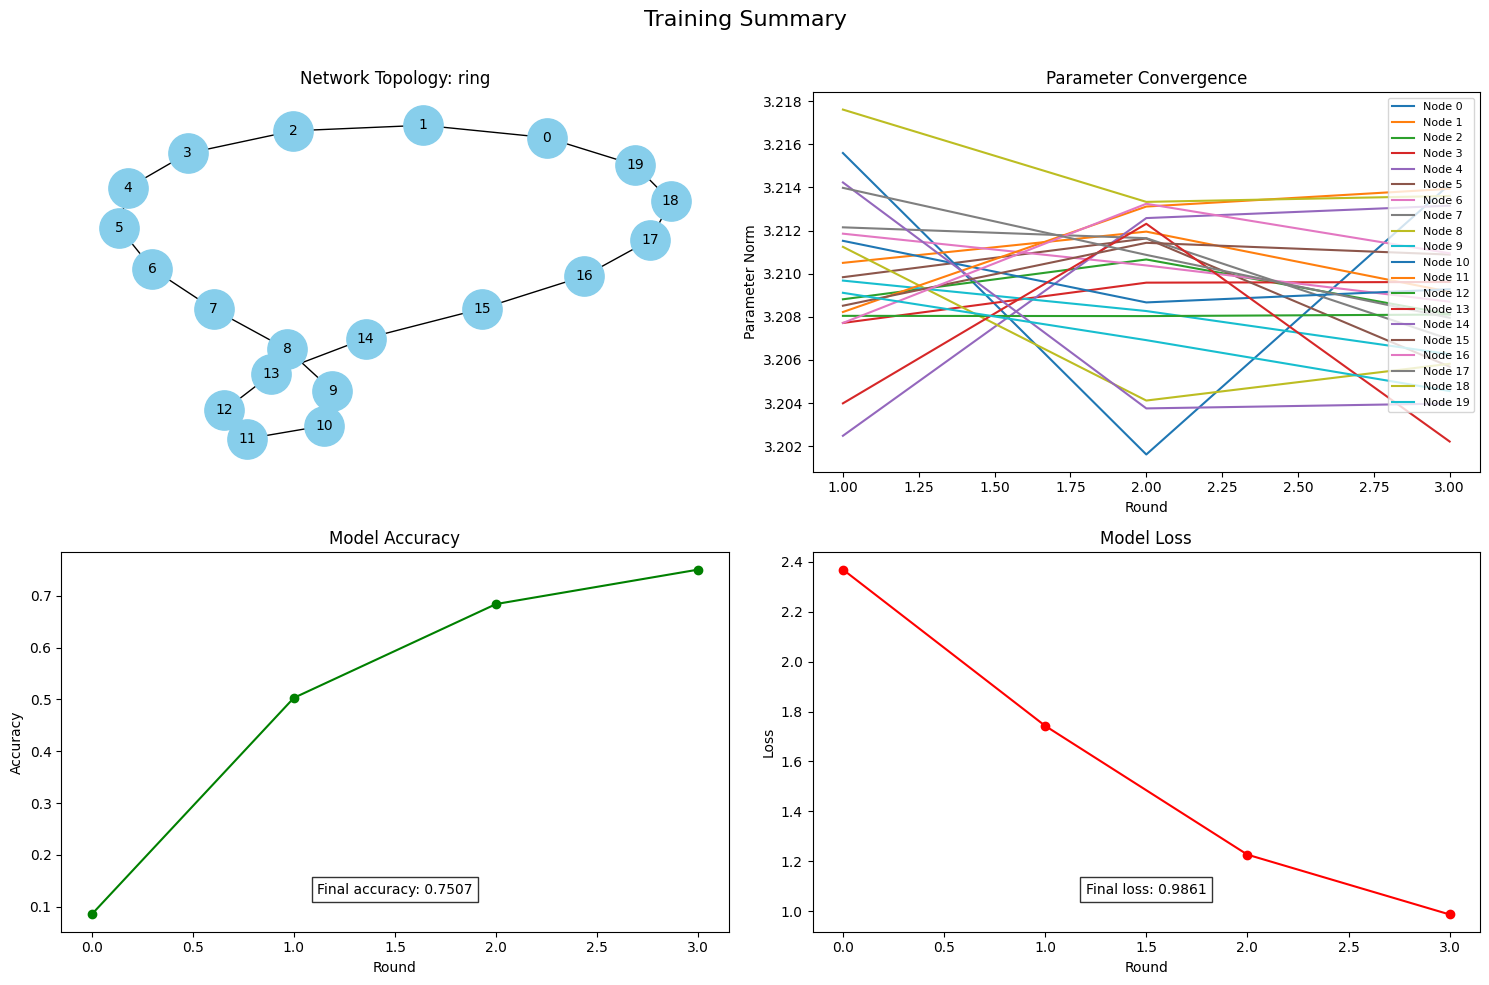 Training Summary
Network Topology: ring
1
2
0
3
19
4
18
5
17
6
16
7
15
14
8
13
9
12
10
11
Parameter Convergence
Parameter Norm
3.218
3.216
3.214
3.212
3.210
3.208
3.206
3.204
3.202
Node 0
Node 1
Node 2
Node 3
Node 4
Node 5
Node 6
Node 7
Node 8
Node 9
Node 10
Node 11
Node 12
Node 13
Node 14
Node 15
Node 16
Node 17
Node 18
Node 19
1.00 1.25 1.50 1.75 2.00 2.25 2.50 2.75 3.00
Round
Model Accuracy
Accuracy
0.7
0.6
0.5
0.4
0.3
0.2
0.1
Final accuracy: 0.7507
0.0 0.5 1.0 1.5 2.0 2.5 3.0
Round
Model Loss
Loss
2.4
2.2
2.0
1.8
1.6
1.4
1.2
1.0
Final loss: 0.9861
0.0 0.5 1.0 1.5 2.0 2.5 3.0
Round